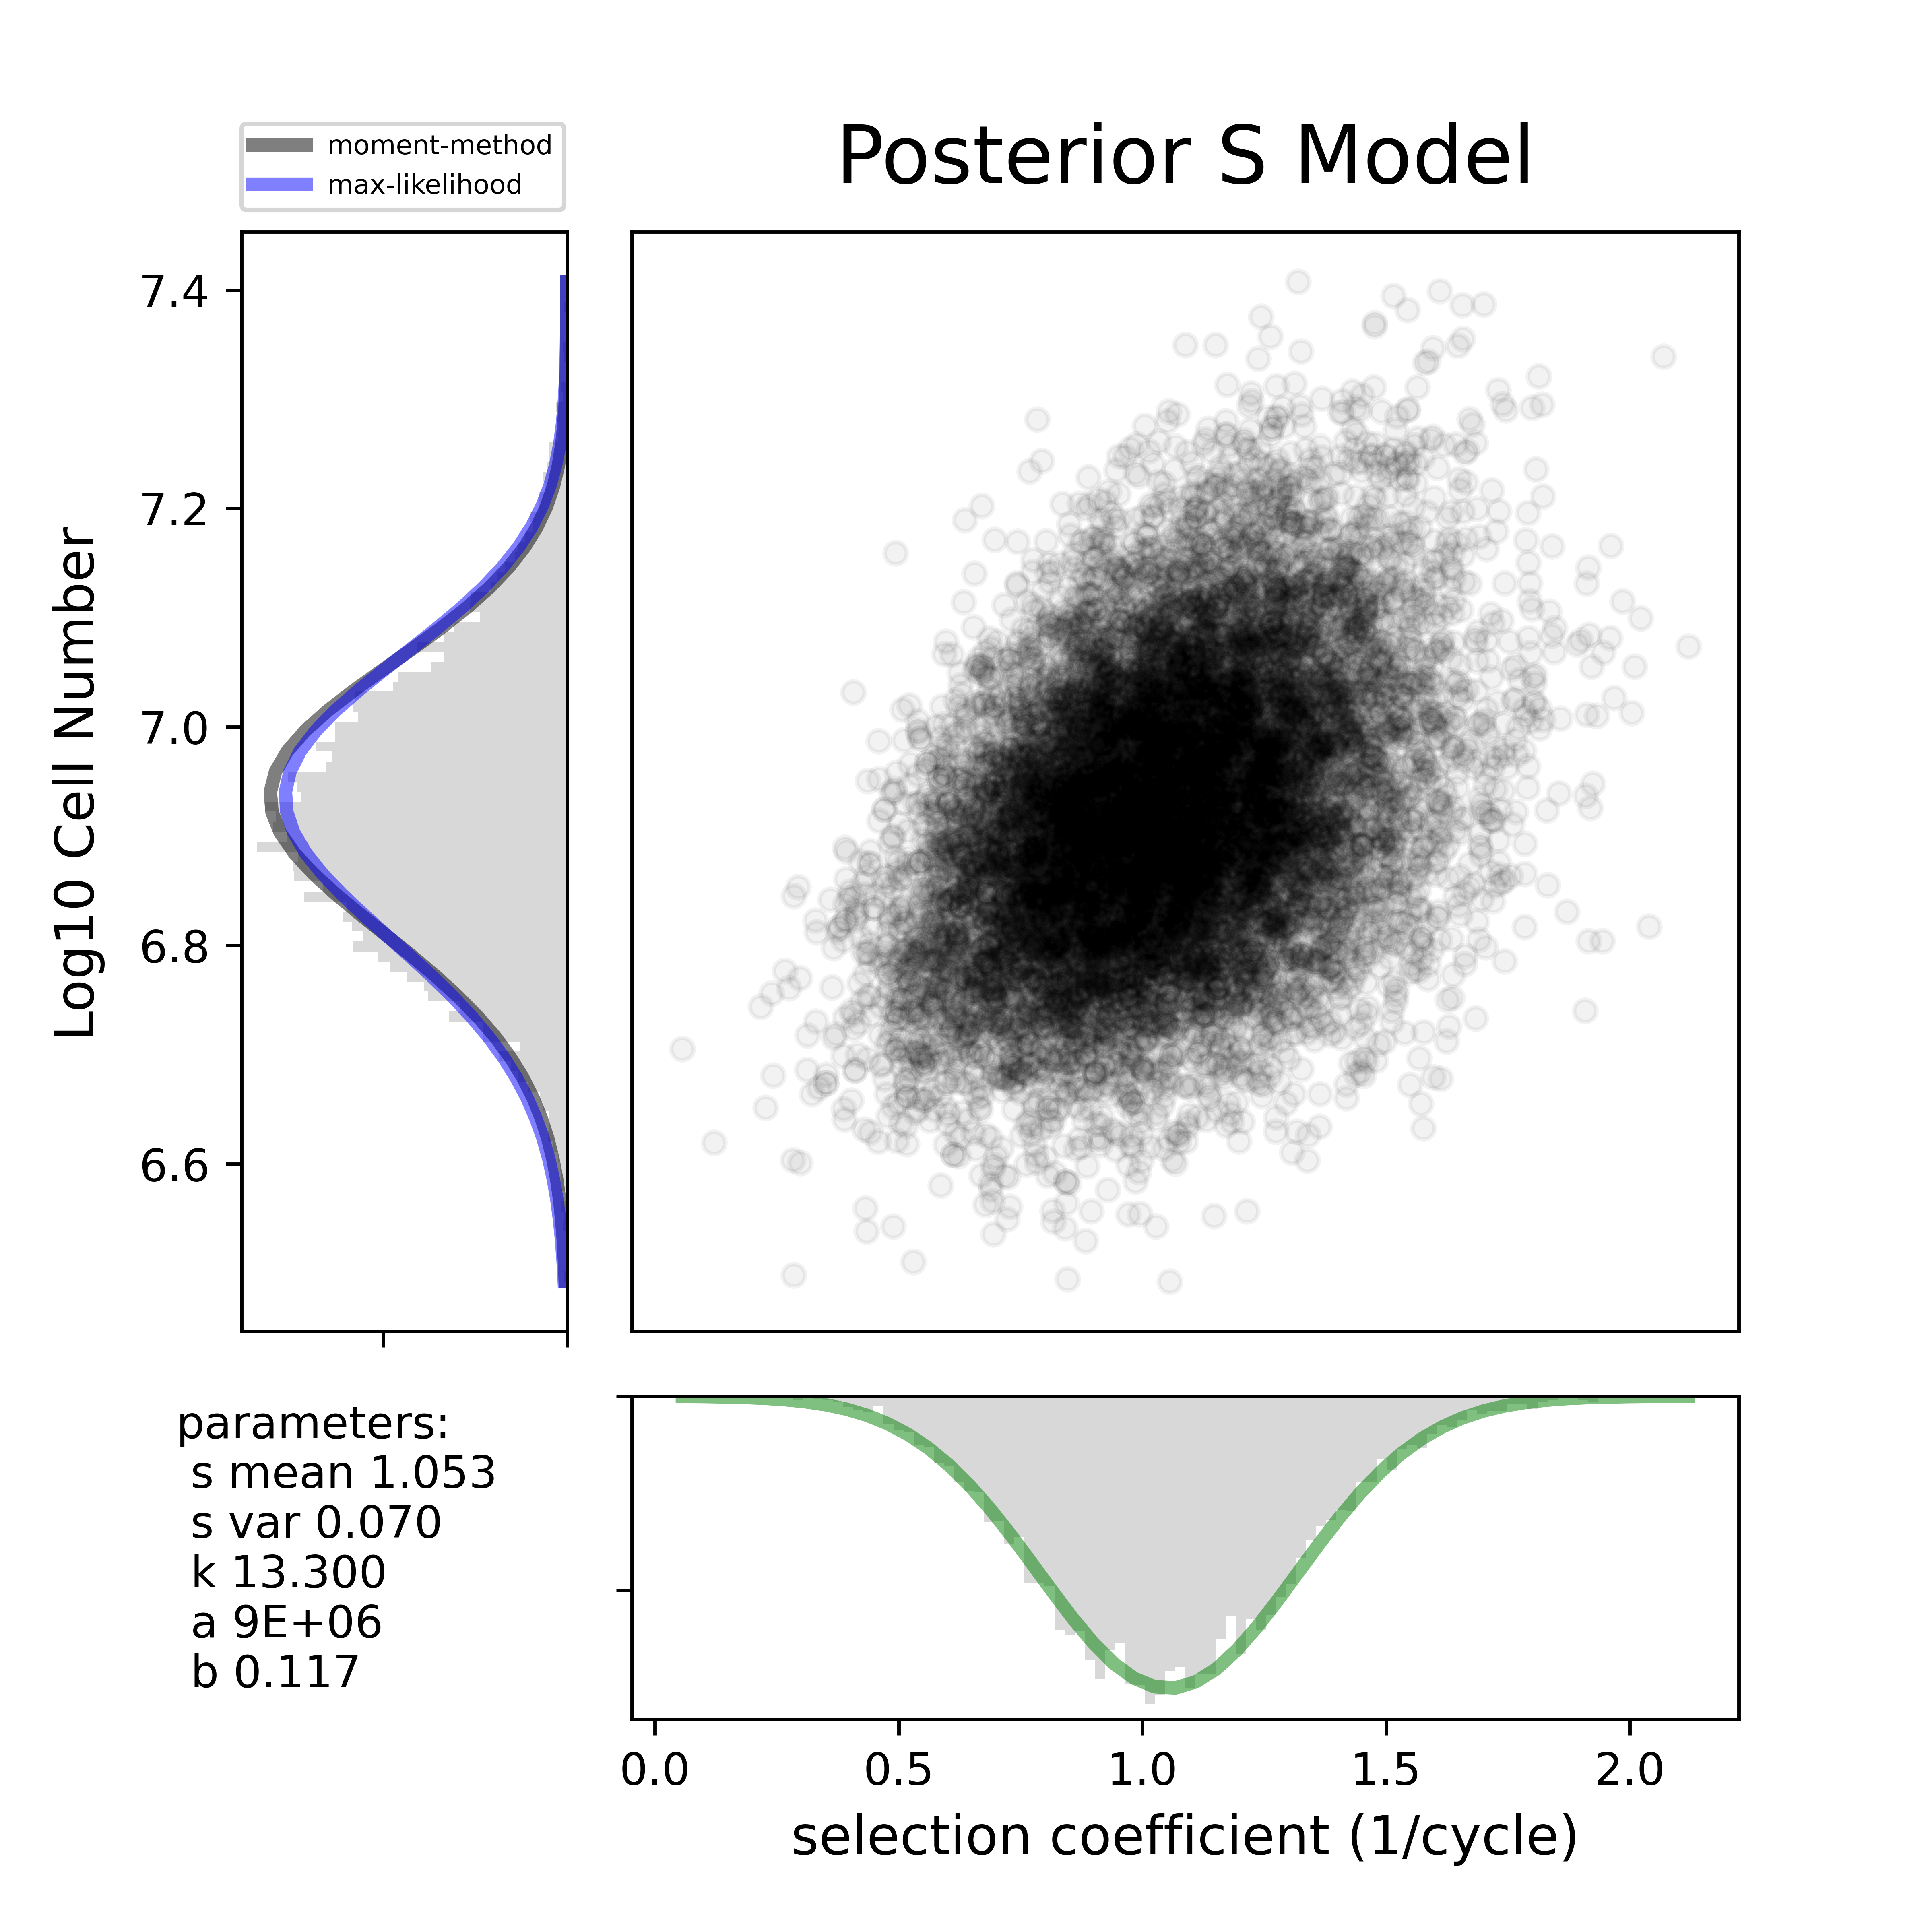 moment-method
max-likelihood
Posterior S Model
Log10 Cell Number
7.4
7.2
7.0
6.8
6.6
parameters:
s mean 1.053
s var 0.070
k 13.300
a 9E+06
b 0.117
0.0 0.5 1.0 1.5 2.0
selection coefficient (1/cycle)